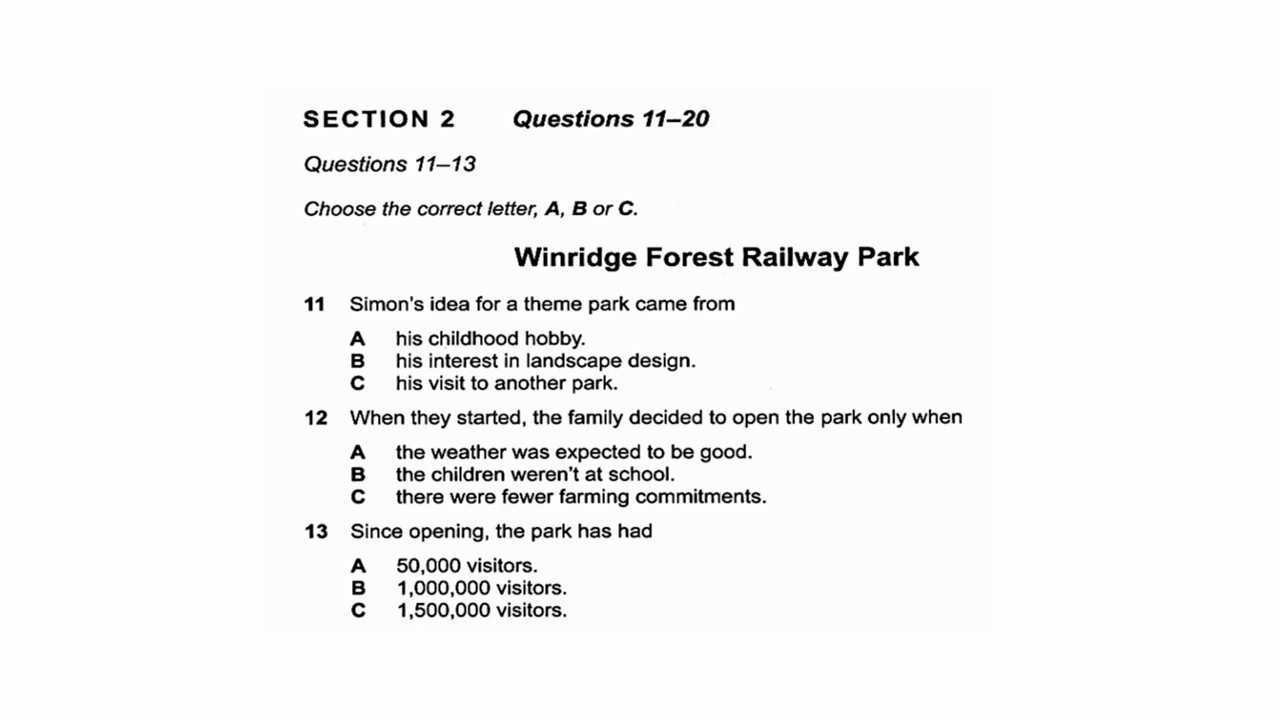 SECTION 2 Questions 11–20
Questions 11–13
Choose the correct letter, A, B or C.
Winridge Forest Railway Park
11 Simon's idea for a theme park came from
A his childhood hobby.
B his interest in landscape design.
C his visit to another park.
12 When they started, the family decided to open the park only when
A the weather was expected to be good.
B the children weren't at school.
C there were fewer farming commitments.
13 Since opening, the park has had
A 50,000 visitors.
B 1,000,000 visitors.
C 1,500,000 visitors.